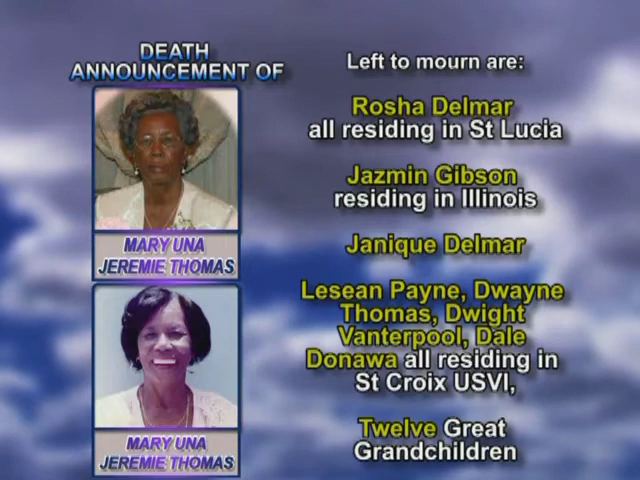 DEATH
ANNOUNCEMENT OF
MARY UNA
JEREMIE THOMAS
MARY UNA
JEREMIE THOMAS
Left to mourn are:
Rosha Delmar
all residing in St Lucia
Jazmin Gibson
residing in Illinois
Janique Delmar
Lesean Payne, Dwayne
Thomas, Dwight
Vanterpool, Dale
Donawa all residing in
St Croix USVI,
Twelve Great
Grandchildren